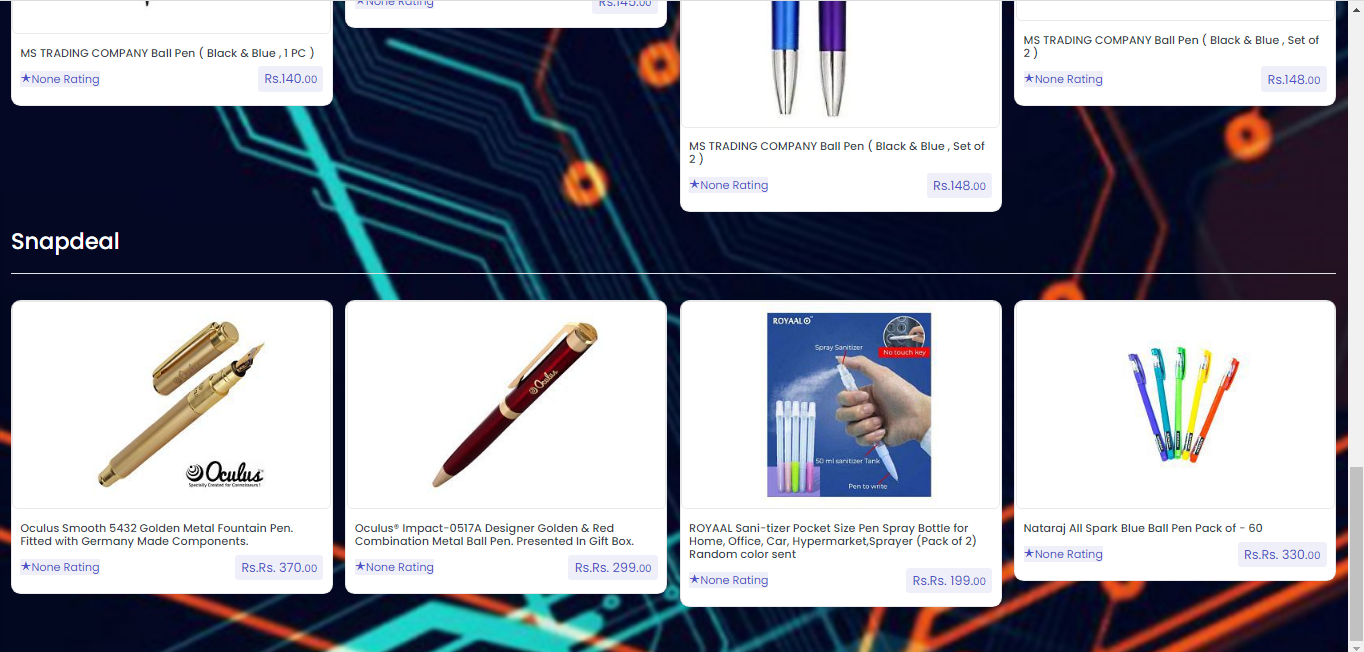 None Rating
Rs.145.00
MS TRADING COMPANY Ball Pen ( Black & Blue , 1 PC )
None Rating
Rs.140.00
MS TRADING COMPANY Ball Pen ( Black & Blue , Set of
2 )
None Rating
Rs.148.00
MS TRADING COMPANY Ball Pen ( Black & Blue , Set of
2 )
None Rating
Rs.148.00
Snapdeal
Oculus
Oculus
Specially Created for Connoisseurs !
Oculus Smooth 5432 Golden Metal Fountain Pen.
Fitted with Germany Made Components.
None Rating
Rs.Rs. 370.00
Oculus
Oculus® Impact-0517A Designer Golden & Red
Combination Metal Ball Pen. Presented In Gift Box.
None Rating
Rs.Rs. 299.00
ROYAAL
Spray Sanitizer
No touch key
50 ml sanitizer Tank
Pen to write
ROYAAL Sani-tizer Pocket Size Pen Spray Bottle for
Home, Office, Car, Hypermarket,Sprayer (Pack of 2)
Random color sent
None Rating
Rs.Rs. 199.00
Nataraj All Spark Blue Ball Pen Pack of - 60
None Rating
Rs.Rs. 330.00